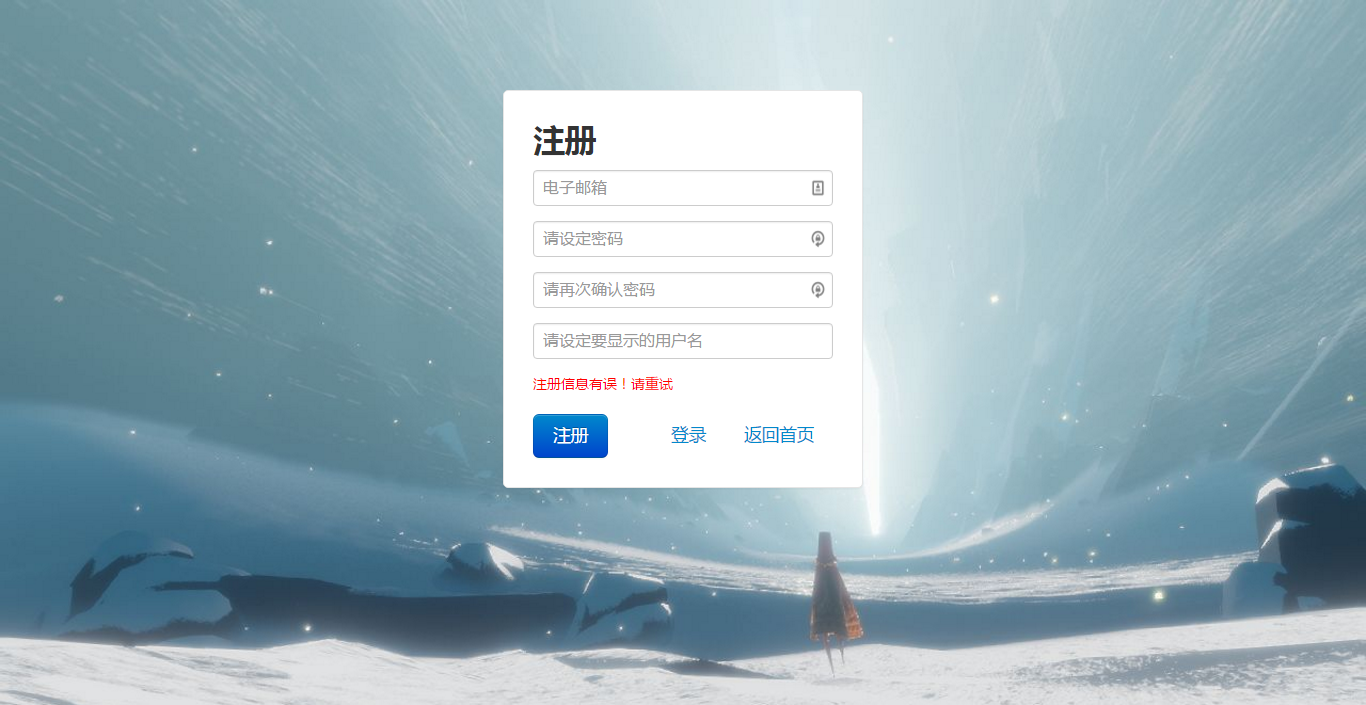 注册
电子邮箱
请设定密码
请再次确认密码
请设定要显示的用户名
注册信息有误！请重试
注册 登录 返回首页